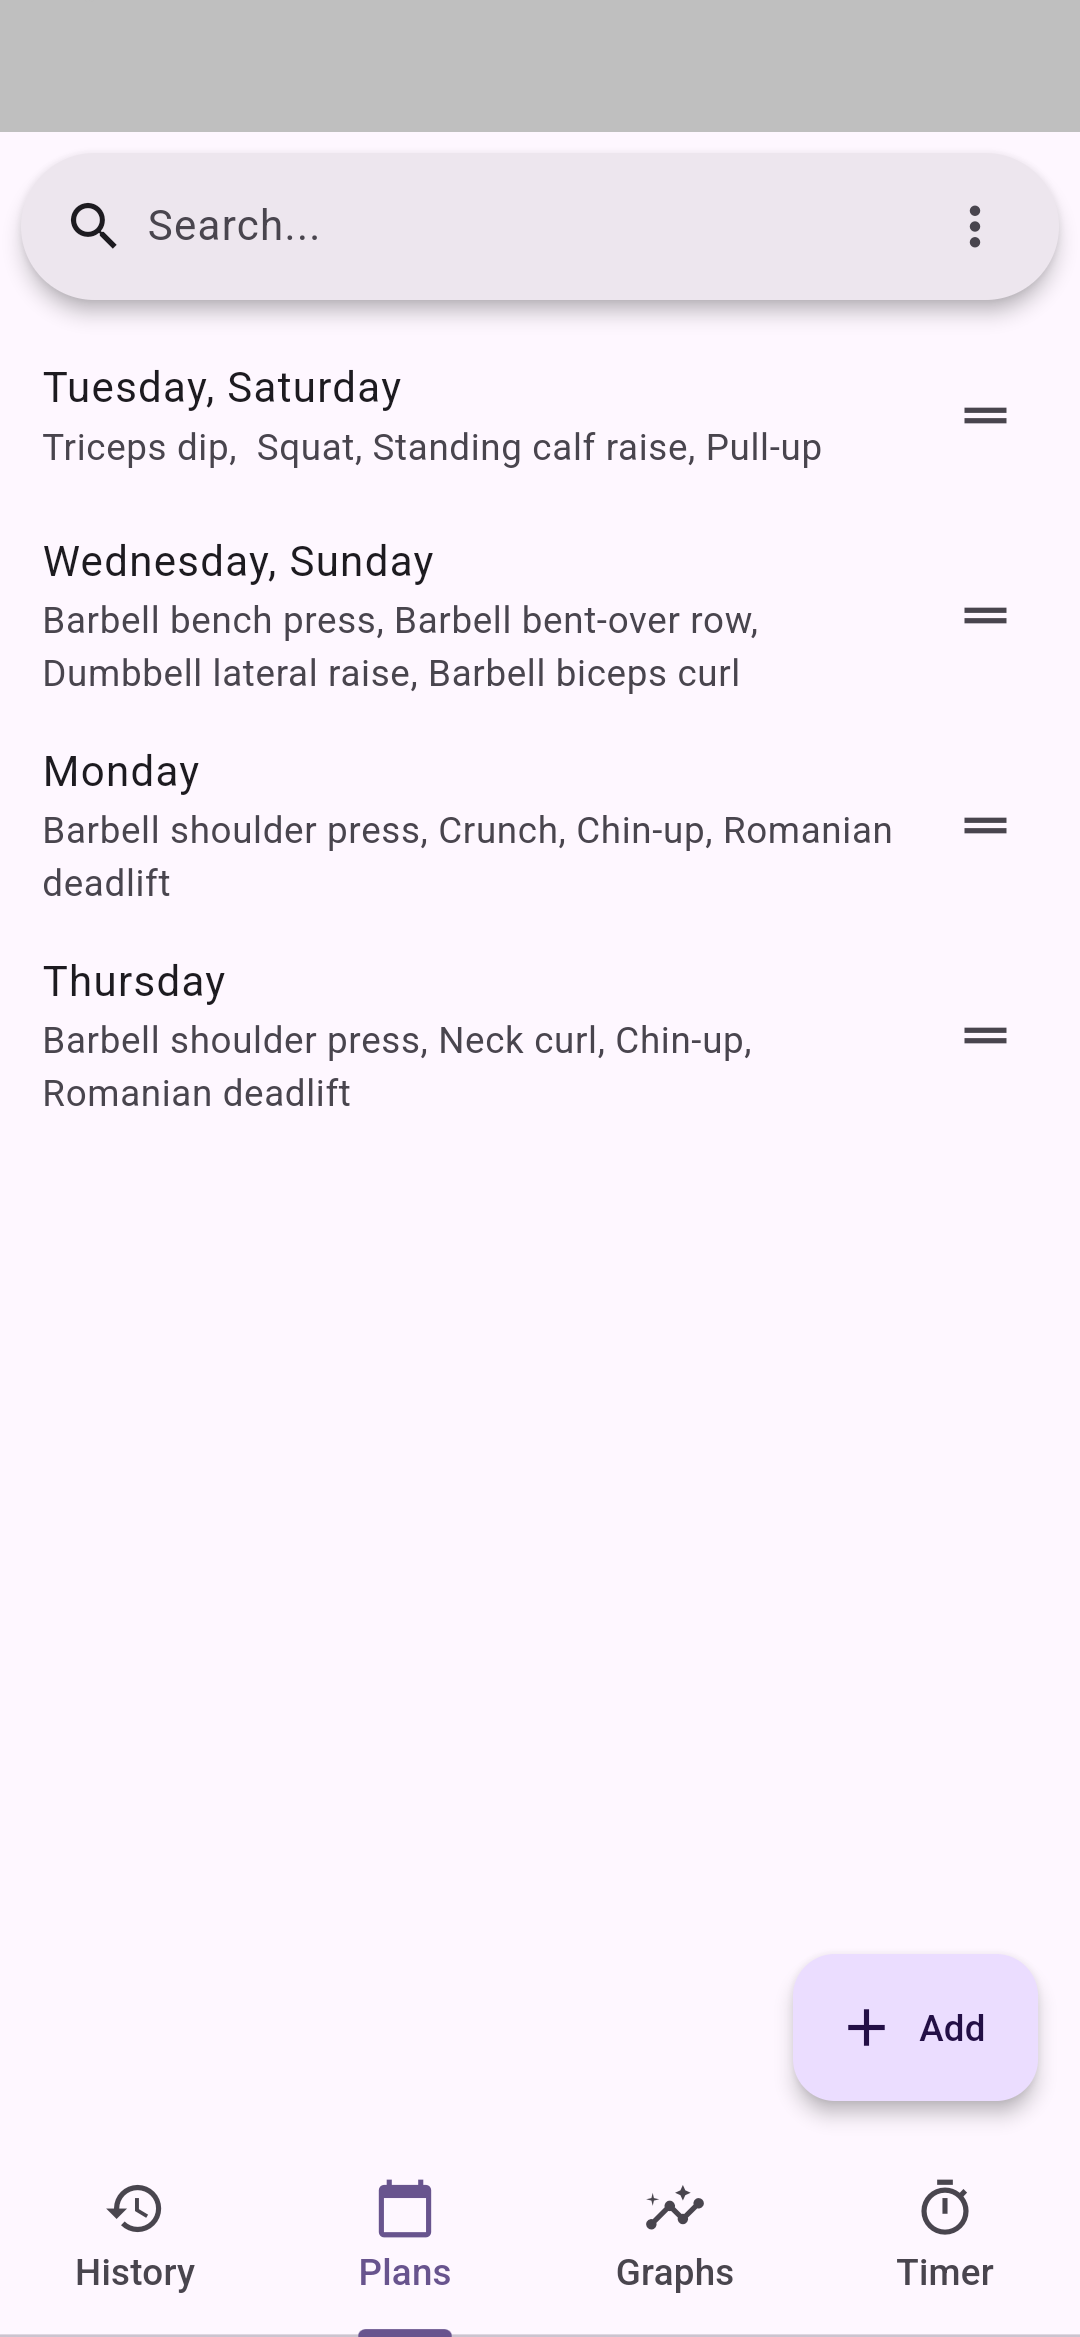 Search...
Tuesday, Saturday
Triceps dip,  Squat, Standing calf raise, Pull-up
Wednesday, Sunday
Barbell bench press, Barbell bent-over row,
Dumbbell lateral raise, Barbell biceps curl
Monday
Barbell shoulder press, Crunch, Chin-up, Romanian
deadlift
Thursday
Barbell shoulder press, Neck curl, Chin-up,
Romanian deadlift
Add
History
Plans
Graphs
Timer